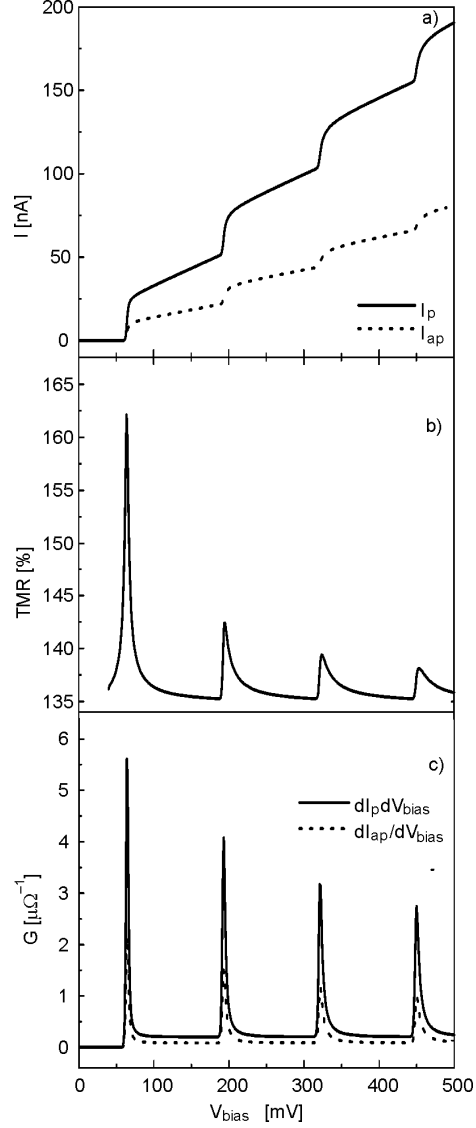 200
a)
150
I [nA]
100
50
0
I_p
I_ap
165
b)
160
155
TMR [%]
150
145
140
135
6
c)
5
dI_pdV_bias
dI_ap/dV_bias
4
G [μΩ⁻¹]
3
2
1
0
0 100 200 300 400 500
V_bias [mV]